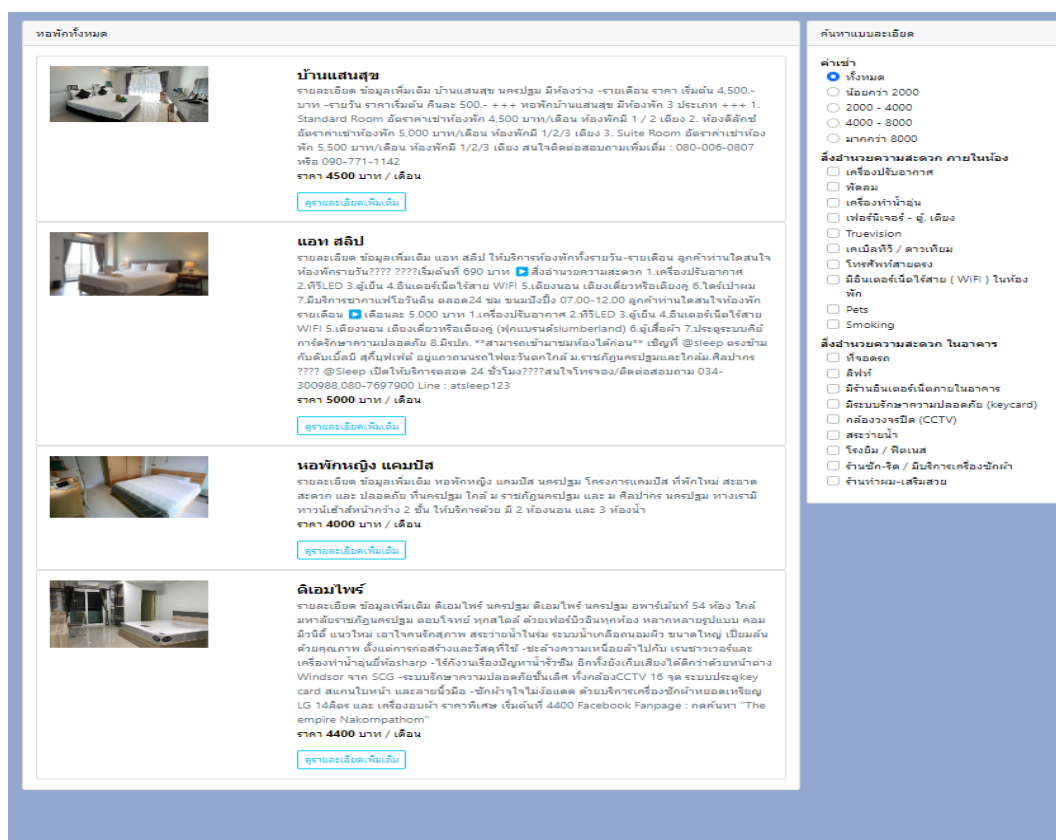 หอพักทั้งหมด
บ้านแสนสุข
รายละเอียด ข้อมูลเพิ่มเติม บ้านแสนสุข นครปฐม มีห้องว่าง -รายเดือน ราคา เริ่มต้น 4,500.-
บาท -รายวัน ราคาเริ่มต้น คืนละ 500.- +++ หอพักบ้านแสนสุข มีห้องพัก 3 ประเภท +++ 1.
Standard Room อัตราค่าเช่าห้องพัก 4,500 บาท/เดือน ห้องพักมี 1 / 2 เตียง 2. ห้องดีลักซ์
อัตราค่าเช่าห้องพัก 5,000 บาท/เดือน ห้องพักมี 1/2/3 เตียง 3. Suite Room อัตราค่าเช่าห้อง
พัก 5,500 บาท/เดือน ห้องพักมี 1/2/3 เตียง สนใจติดต่อสอบถามเพิ่มเติม : 080-006-0807
หรือ 090-771-1142
ราคา 4500 บาท / เดือน
ดูรายละเอียดเพิ่มเติม
แอท สลิป
รายละเอียด ข้อมูลเพิ่มเติม แอท สลิป ให้บริการห้องพักทั้งรายวัน-รายเดือน ลูกค้าท่านใดสนใจ
ห้องพักรายวัน???? ????เริ่มต้นที่ 690 บาท ▶ สิ่งอำนวยความสะดวก 1.เครื่องปรับอากาศ
2.ทีวีLED 3.ตู้เย็น 4.อินเตอร์เน็ตไร้สาย WIFI 5.เตียงนอน เตียงเดี่ยวหรือเตียงคู่ 6.ไดร์เป่าผม
7.มีบริการชากาแฟโอวันติน ตลอด24 ชม ขนมปังปิ้ง 07.00-12.00 ลูกค้าท่านใดสนใจห้องพัก
รายเดือน ▶ เดือนละ 5,000 บาท 1.เครื่องปรับอากาศ 2.ทีวีLED 3.ตู้เย็น 4.อินเตอร์เน็ตไร้สาย
WIFI 5.เตียงนอน เตียงเดี่ยวหรือเตียงคู่ (ฟุคแบรนด์slumberland) 6.ตู้เสื้อผ้า 7.ประตูระบบคีย์
การ์ดรักษาความปลอดภัย 8.มีรปภ. **สามารถเข้ามาชมห้องได้ก่อน** เชิญที่ @sleep ตรงข้าม
กับดับเบิ้ลบี สุกี้บุฟเฟ่ต์ อยู่แถวถนนรถไฟตะวันตกใกล้ ม.ราชภัฏนครปฐมและใกล้ม.ศิลปากร
???? @Sleep เปิดให้บริการตลอด 24 ชั่วโมง????สนใจโทรจอง/ติดต่อสอบถาม 034-
300988,080-7697900 Line : atsleep123
ราคา 5000 บาท / เดือน
ดูรายละเอียดเพิ่มเติม
หอพักหญิง แคมปัส
รายละเอียด ข้อมูลเพิ่มเติม หอพักหญิง แคมปัส นครปฐม โครงการแคมปัส ที่พักใหม่ สะอาด
สะดวก และ ปลอดภัย ที่นครปฐม ใกล้ ม ราชภัฏนครปฐม และ ม ศิลปากร นครปฐม ทางเรามี
ทาวน์เฮ้าส์หน้ากว้าง 2 ชั้น ให้บริการด้วย มี 2 ห้องนอน และ 3 ห้องน้ำ
ราคา 4000 บาท / เดือน
ดูรายละเอียดเพิ่มเติม
ดิเอมไพร์
รายละเอียด ข้อมูลเพิ่มเติม ดิเอมไพร์ นครปฐม ดิเอมไพร์ นครปฐม อพาร์เม้นท์ 54 ห้อง ใกล้
มหาลัยราชภัฏนครปฐม ตอบโจทย์ ทุกสไตล์ ด้วยเฟอร์บิวอินทุกห้อง หลากหลายรูปแบบ คอม
มิวนิตี้ แนวใหม่ เอาใจคนรักสุภาพ สระว่ายน้ำในร่ม ระบบน้ำเกลือถนอมผิว ขนาดใหญ่ เปี่ยมล้น
ด้วยคุณภาพ ตั้งแต่การก่อสร้างและวัสดุที่ใช้ -ชะล้างความเหนื่อยล้าไปกับ เรนชาวเวอร์และ
เครื่องทำน้ำอุ่นยี่ห้อsharp -ไร้กังวนเรื่องปัญหาน้ำรั่วซึม อีกทั้งยังเก็บเสียงได้ดีกว่าด้วยหน้าต่าง
Windsor จาก SCG -ระบบรักษาความปลอดภัยชั้นเลิศ ทั้งกล้องCCTV 16 จุด ระบบประตูkey
card สแกนใบหน้า และลายนิ้วมือ -ซักผ้าจุใจไม่ง้อแดด ด้วยบริการเครื่องซักผ้าหยอดเหรียญ
LG 14ลิตร และ เครื่องอบผ้า ราคาพิเศษ เริ่มต้นที่ 4400 Facebook Fanpage : กดค้นหา "The
empire Nakornpathom"
ราคา 4400 บาท / เดือน
ดูรายละเอียดเพิ่มเติม
ค้นหาแบบละเอียด
ค่าเช่า
ทั้งหมด
น้อยกว่า 2000
2000 - 4000
4000 - 8000
มากกว่า 8000
สิ่งอำนวยความสะดวก ภายในห้อง
เครื่องปรับอากาศ
พัดลม
เครื่องทำน้ำอุ่น
เฟอร์นิเจอร์ - ตู้, เตียง
Truevision
เคเบิลทีวี / ดาวเทียม
โทรศัพท์สายตรง
มีอินเตอร์เน็ตไร้สาย ( WIFI ) ในห้อง
พัก
Pets
Smoking
สิ่งอำนวยความสะดวก ในอาคาร
ที่จอดรถ
ลิฟท์
มีร้านอินเตอร์เน็ตภายในอาคาร
มีระบบรักษาความปลอดภัย (keycard)
กล้องวงจรปิด (CCTV)
สระว่ายน้ำ
โรงยิม / ฟิตเนส
ร้านซัก-รีด / มีบริการเครื่องซักผ้า
ร้านทำผม-เสริมสวย